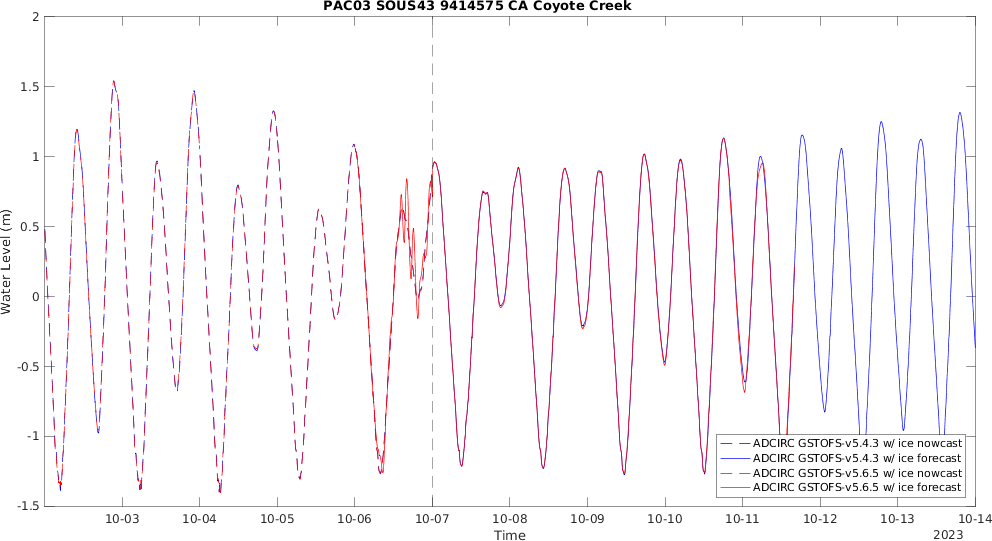 PAC03 SOUS43 9414575 CA Coyote Creek
2
1.5
1
0.5
0
-0.5
-1
-1.5
Water Level (m)
ADCIRC GSTOFS-v5.4.3 w/ ice nowcast
ADCIRC GSTOFS-v5.4.3 w/ ice forecast
ADCIRC GSTOFS-v5.6.5 w/ ice nowcast
ADCIRC GSTOFS-v5.6.5 w/ ice forecast
10-03 10-04 10-05 10-06 10-07 10-08 10-09 10-10 10-11 10-12 10-13 10-14
Time
2023